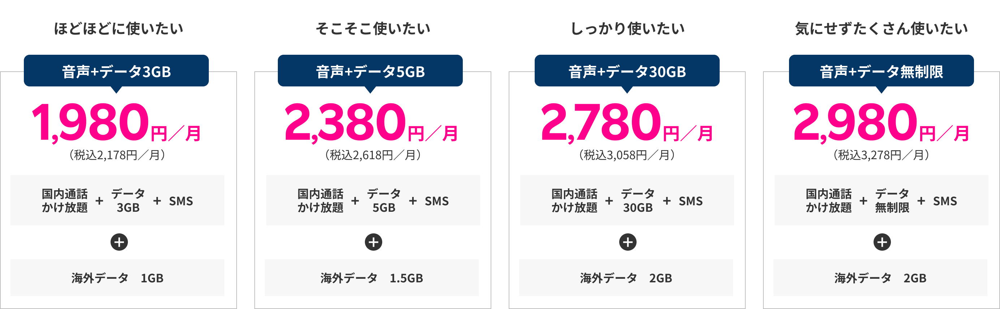 ほどほどに使いたい
音声+データ3GB
1,980円／月
（税込2,178円／月）
国内通話
かけ放題
+
データ
3GB
+
SMS
+
海外データ　1GB
そこそこ使いたい
音声+データ5GB
2,380円／月
（税込2,618円／月）
国内通話
かけ放題
+
データ
5GB
+
SMS
+
海外データ　1.5GB
しっかり使いたい
音声+データ30GB
2,780円／月
（税込3,058円／月）
国内通話
かけ放題
+
データ
30GB
+
SMS
+
海外データ　2GB
気にせずたくさん使いたい
音声+データ無制限
2,980円／月
（税込3,278円／月）
国内通話
かけ放題
+
データ
無制限
+
SMS
+
海外データ　2GB